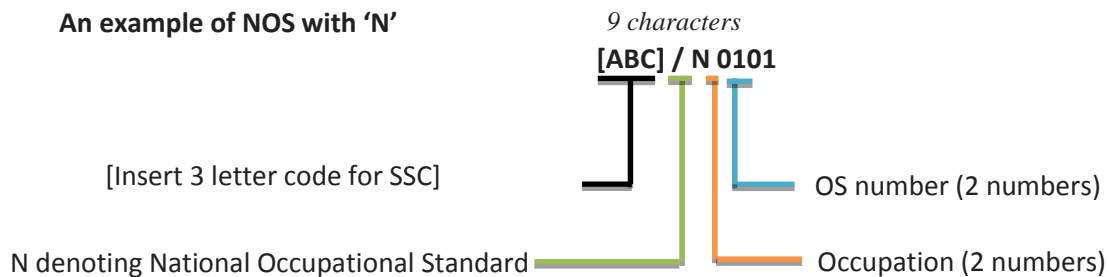 An example of NOS with ‘N’
9 characters
[ABC] / N 0101
[Insert 3 letter code for SSC]
OS number (2 numbers)
N denoting National Occupational Standard
Occupation (2 numbers)